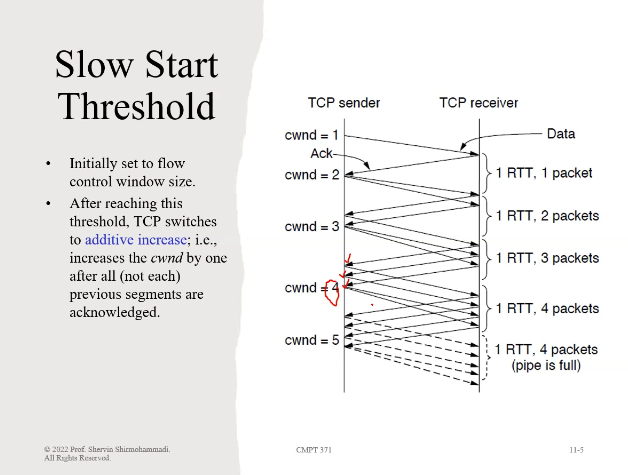 Slow Start
Threshold
• Initially set to flow
control window size.
• After reaching this
threshold, TCP switches
to additive increase; i.e.,
increases the cwnd by one
after all (not each)
previous segments are
acknowledged.
TCP sender
TCP receiver
cwnd = 1
Data
Ack
cwnd = 2
1 RTT, 1 packet
1 RTT, 2 packets
cwnd = 3
1 RTT, 3 packets
cwnd = 4
1 RTT, 4 packets
cwnd = 5
1 RTT, 4 packets
(pipe is full)
© 2022 Prof. Shervin Shirmohammadi.
All Rights Reserved.
CMPT 371
11-5